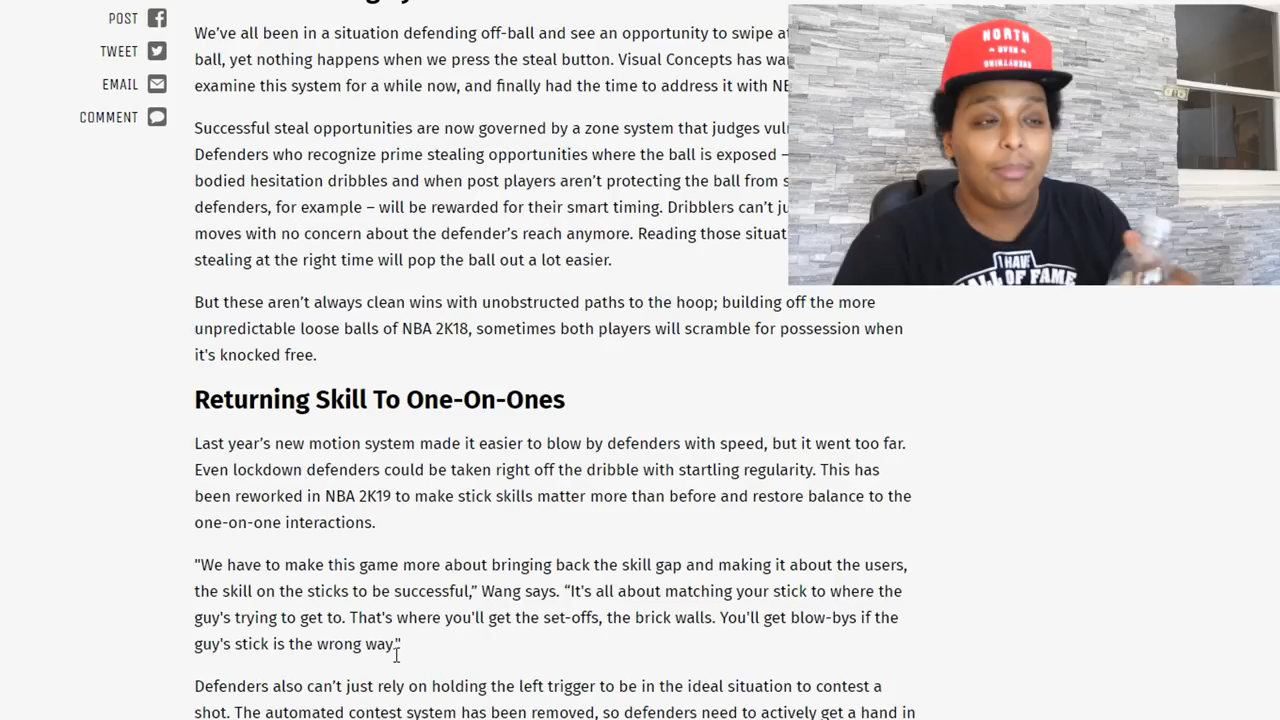 POST
TWEET
EMAIL
COMMENT
We've all been in a situation defending off-ball and see an opportunity to swipe at
ball, yet nothing happens when we press the steal button. Visual Concepts has
examine this system for a while now, and finally had the time to address it with
Successful steal opportunities are now governed by a zone system that judges
Defenders who recognize prime stealing opportunities where the ball is exposed –
bodied hesitation dribbles and when post players aren't protecting the ball from
defenders, for example – will be rewarded for their smart timing. Dribblers can't
moves with no concern about the defender's reach anymore. Reading those
stealing at the right time will pop the ball out a lot easier.
But these aren't always clean wins with unobstructed paths to the hoop; building off the more
unpredictable loose balls of NBA 2K18, sometimes both players will scramble for possession when
it's knocked free.
Returning Skill To One-On-Ones
Last year's new motion system made it easier to blow by defenders with speed, but it went too far.
Even lockdown defenders could be taken right off the dribble with startling regularity. This has
been reworked in NBA 2K19 to make stick skills matter more than before and restore balance to the
one-on-one interactions.
"We have to make this game more about bringing back the skill gap and making it about the users,
the skill on the sticks to be successful,” Wang says. “It's all about matching your stick to where the
guy's trying to get to. That's where you'll get the set-offs, the brick walls. You'll get blow-bys if the
guy's stick is the wrong way."
Defenders also can't just rely on holding the left trigger to be in the ideal situation to contest a
shot. The automated contest system has been removed, so defenders need to actively get a hand in
NORTH
OVER
I HAVE
HALL OF FAME